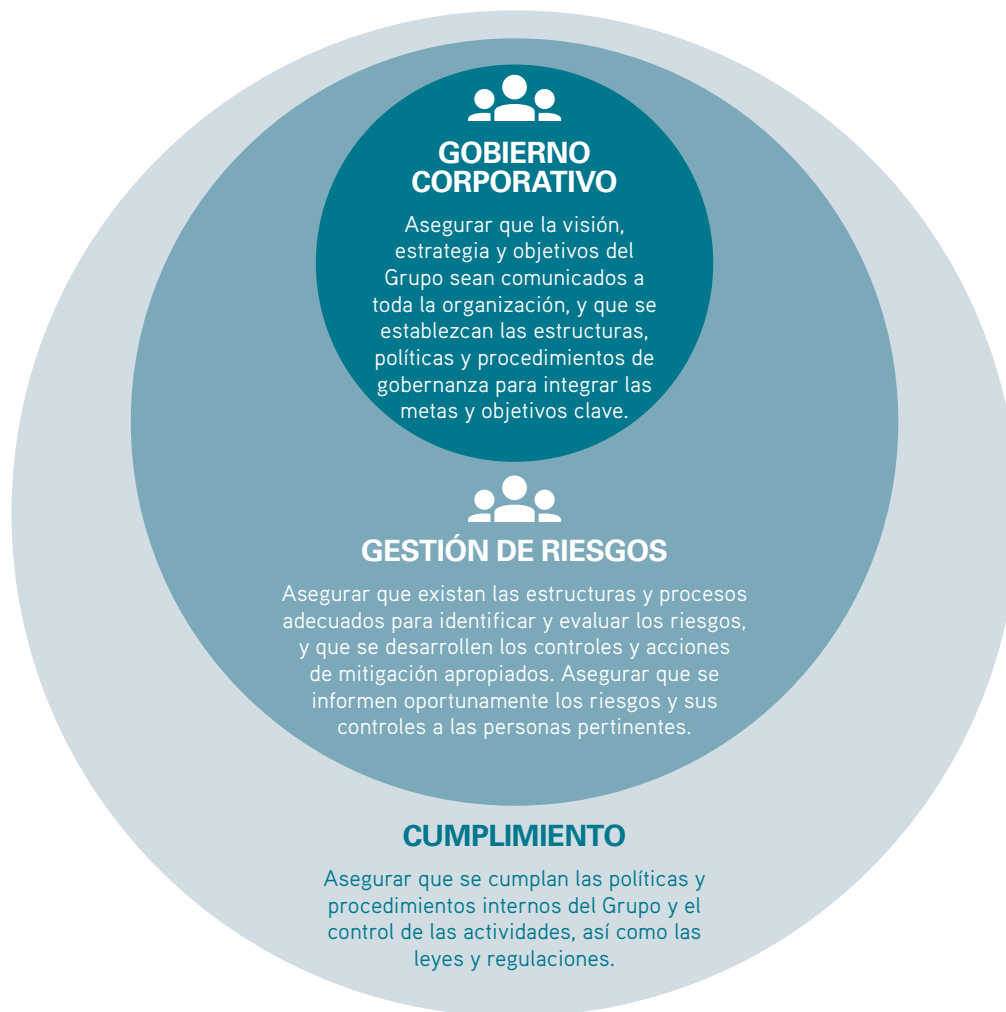 GOBIERNO
CORPORATIVO
Asegurar que la visión,
estrategia y objetivos del
Grupo sean comunicados a
toda la organización, y que se
establezcan las estructuras,
políticas y procedimientos de
gobernanza para integrar las
metas y objetivos clave.
GESTIÓN DE RIESGOS
Asegurar que existan las estructuras y procesos
adecuados para identificar y evaluar los riesgos,
y que se desarrollen los controles y acciones
de mitigación apropiados. Asegurar que se
informen oportunamente los riesgos y sus
controles a las personas pertinentes.
CUMPLIMIENTO
Asegurar que se cumplan las políticas y
procedimientos internos del Grupo y el
control de las actividades, así como las
leyes y regulaciones.